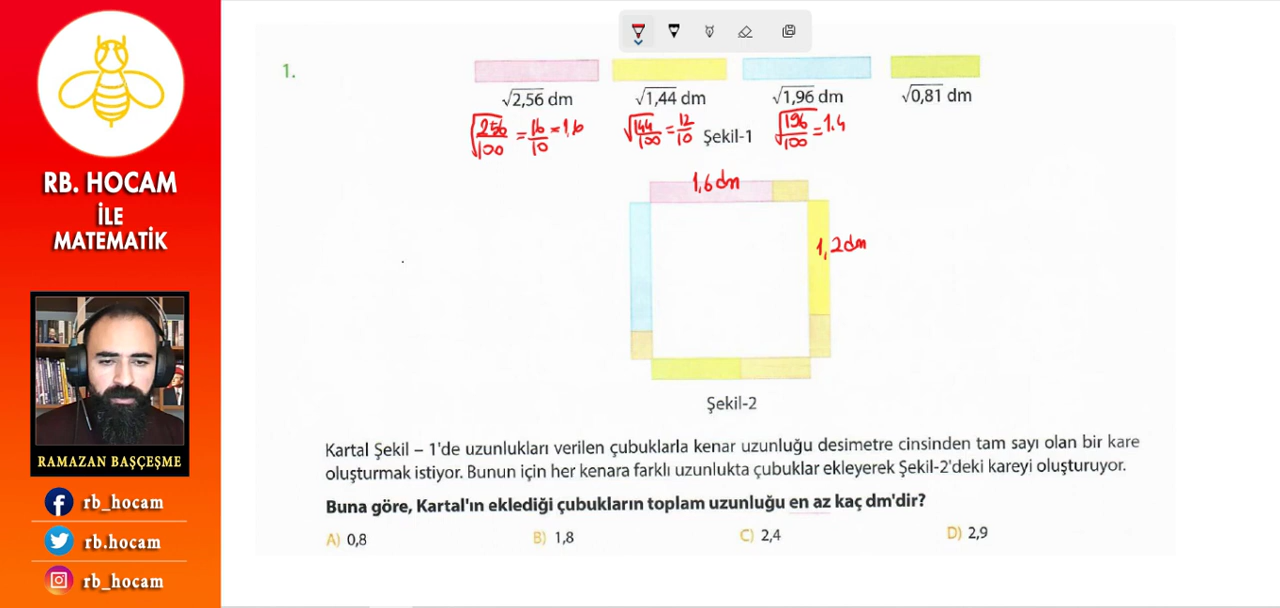 RB. HOCAM
İLE
MATEMATİK
RAMAZAN BAŞÇEŞME
rb_hocam
rb.hocam
rb_hocam
1.
√2,56 dm √1,44 dm √1,96 dm √0,81 dm
√256/100 = 16/10 = 1,6 √144/100 = 12/10 √196/100 = 1.4
Şekil-1
1,6 dm
1,2 dm
Şekil-2
Kartal Şekil – 1'de uzunlukları verilen çubuklarla kenar uzunluğu desimetre cinsinden tam sayı olan bir kare
oluşturmak istiyor. Bunun için her kenara farklı uzunlukta çubuklar ekleyerek Şekil-2'deki kareyi oluşturuyor.
Buna göre, Kartal'ın eklediği çubukların toplam uzunluğu en az kaç dm'dir?
A) 0,8 B) 1,8 C) 2,4 D) 2,9